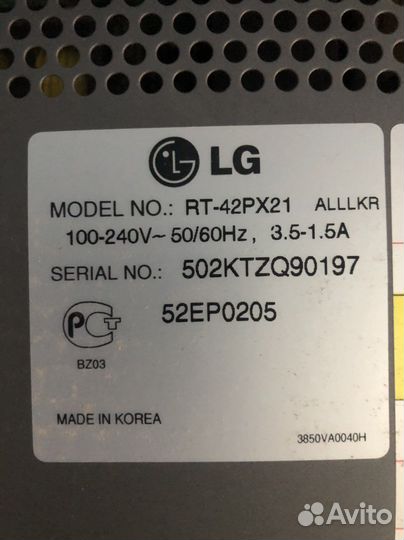 LG
MODEL NO.: RT-42PX21 ALLLKR
100-240V~ 50/60Hz, 3.5-1.5A
SERIAL NO.: 502KTZQ90197
52EP0205
BZ03
MADE IN KOREA
3850VA0040H
Avito